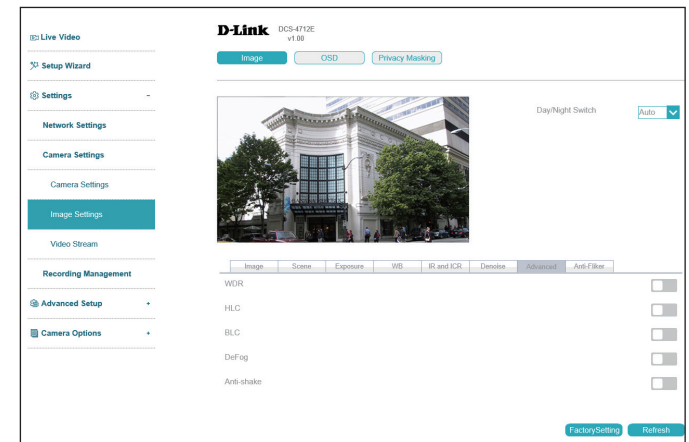 D-Link DCS-4712E
v1.00
Live Video
Setup Wizard
Settings -
Network Settings
Camera Settings
Camera Settings
Image Settings
Video Stream
Recording Management
Advanced Setup +
Camera Options +
Image OSD Privacy Masking
Day/Night Switch Auto
Image Scene Exposure WB IR and ICR Denoise Advanced Anti-Fliker
WDR
HLC
BLC
DeFog
Anti-shake
FactorySetting Refresh